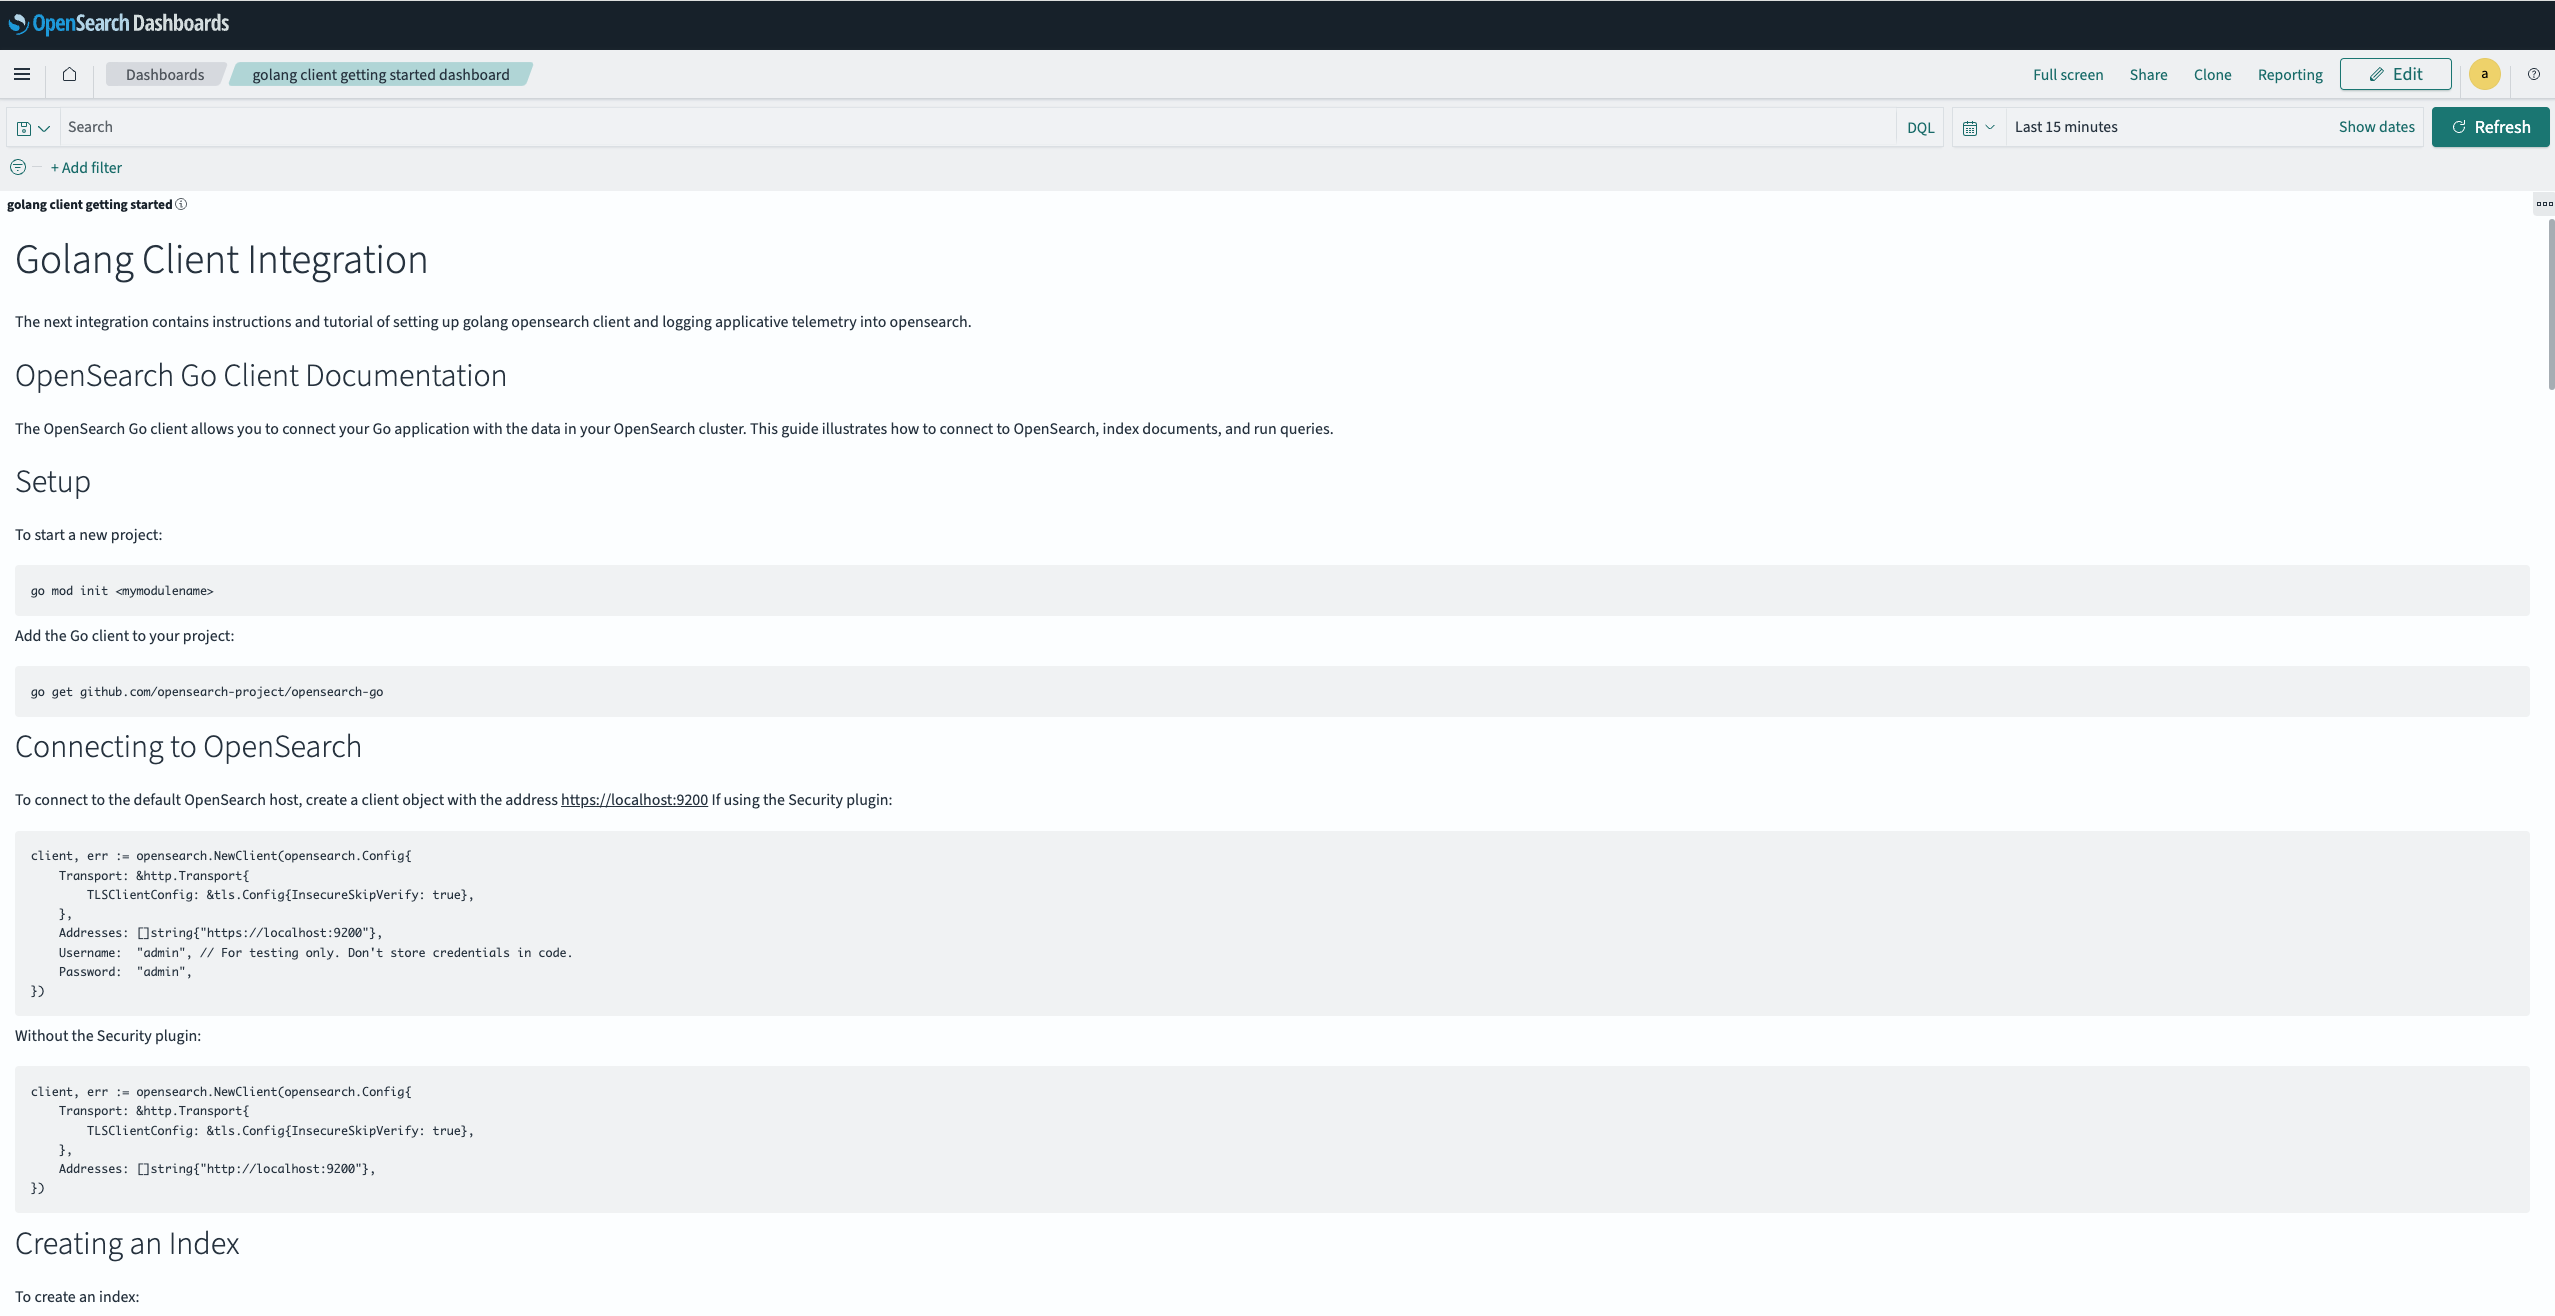 OpenSearch Dashboards
Dashboards
golang client getting started dashboard
Full screen
Share
Clone
Reporting
Edit
a
Search
DQL
Last 15 minutes
Show dates
Refresh
+ Add filter
golang client getting started
Golang Client Integration
The next integration contains instructions and tutorial of setting up golang opensearch client and logging applicative telemetry into opensearch.
OpenSearch Go Client Documentation
The OpenSearch Go client allows you to connect your Go application with the data in your OpenSearch cluster. This guide illustrates how to connect to OpenSearch, index documents, and run queries.
Setup
To start a new project:
go mod init <mymodulename>
Add the Go client to your project:
go get github.com/opensearch-project/opensearch-go
Connecting to OpenSearch
To connect to the default OpenSearch host, create a client object with the address https://localhost:9200 If using the Security plugin:
client, err := opensearch.NewClient(opensearch.Config{
    Transport: &http.Transport{
        TLSClientConfig: &tls.Config{InsecureSkipVerify: true},
    },
    Addresses: []string{"https://localhost:9200"},
    Username:  "admin", // For testing only. Don't store credentials in code.
    Password:  "admin",
})
Without the Security plugin:
client, err := opensearch.NewClient(opensearch.Config{
    Transport: &http.Transport{
        TLSClientConfig: &tls.Config{InsecureSkipVerify: true},
    },
    Addresses: []string{"http://localhost:9200"},
})
Creating an Index
To create an index: